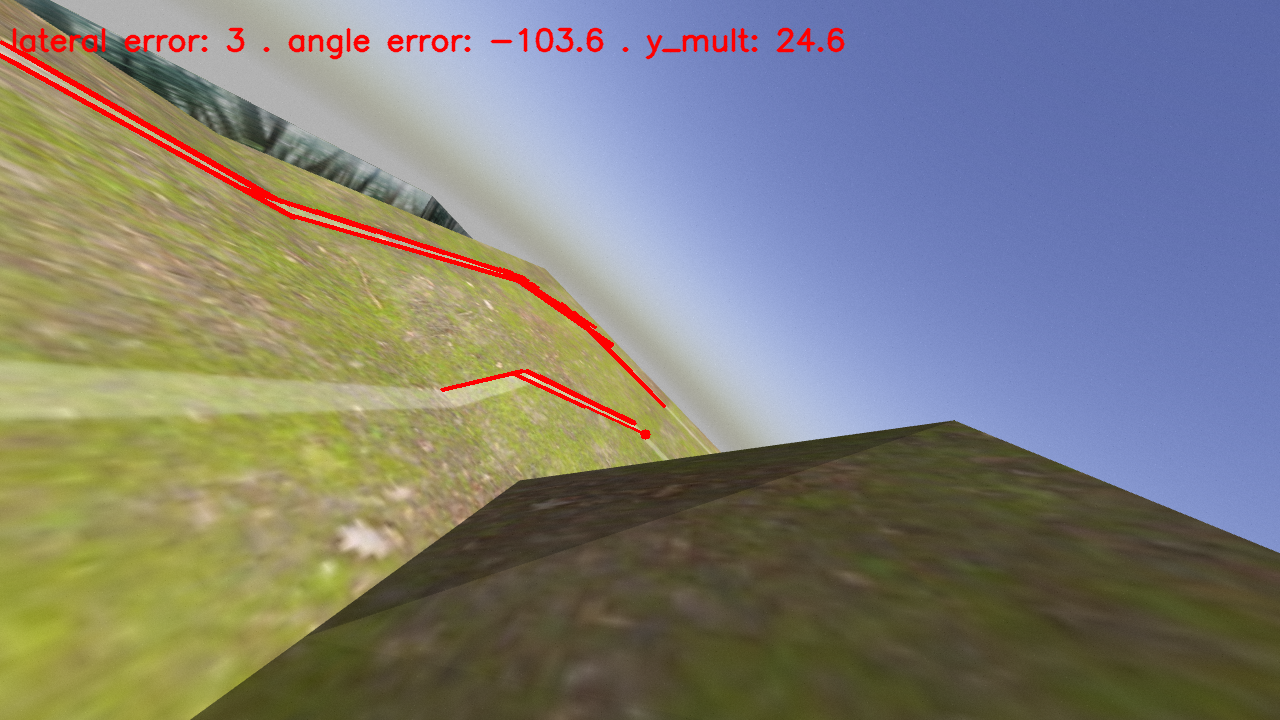 lateral error: 3 . angle error: -103.6 . y_mult: 24.6